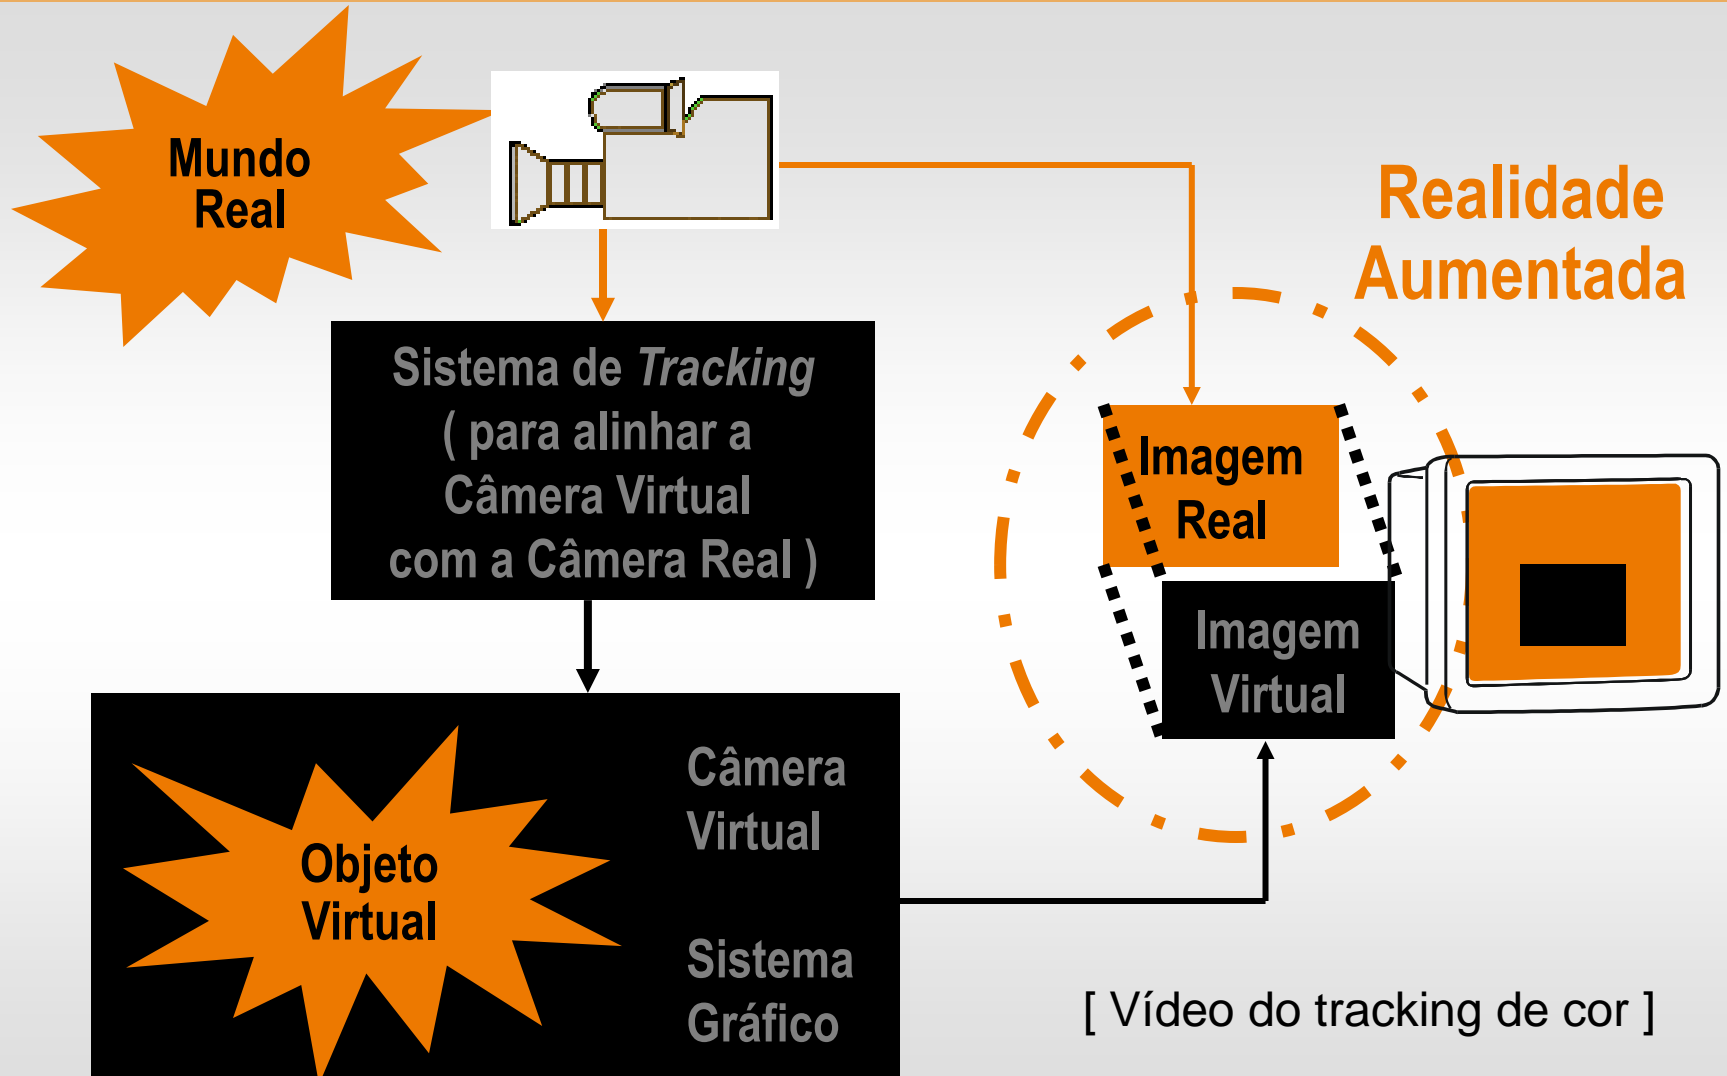 Mundo
Real
Realidade
Aumentada
Sistema de Tracking
( para alinhar a
Câmera Virtual
com a Câmera Real )
Imagem
Real
Imagem
Virtual
Câmera
Virtual
Objeto
Virtual
Sistema
Gráfico
[ Vídeo do tracking de cor ]